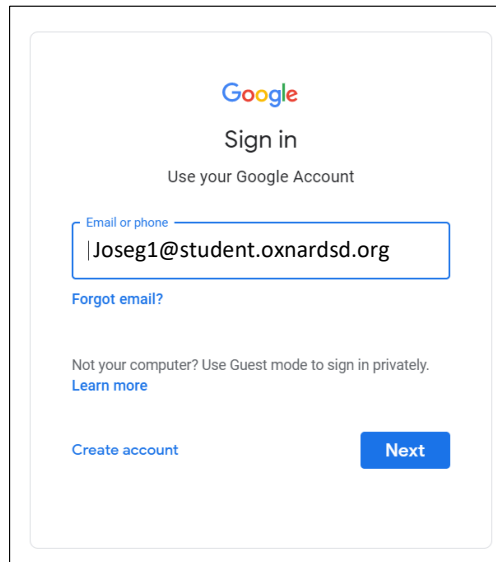 Google
Sign in
Use your Google Account
Email or phone
Joseg1@student.oxnardsd.org
Forgot email?
Not your computer? Use Guest mode to sign in privately.
Learn more
Create account
Next